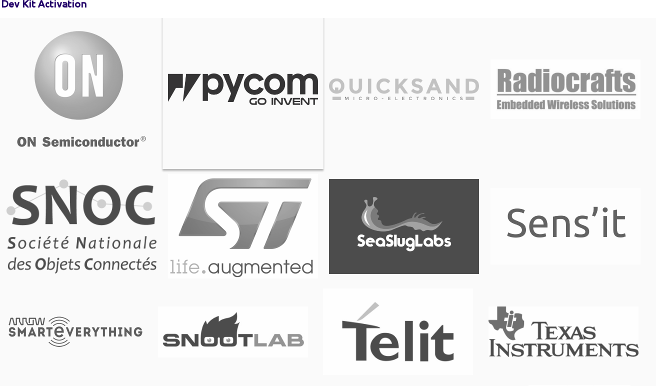 Dev Kit Activation
ON
ON Semiconductor®
pycom
GO INVENT
QUICKSAND
MICRO-ELECTRONICS
Radiocrafts
Embedded Wireless Solutions
SNOC
Société Nationale
des Objets Connectés
ST
life.augmented
SeaSlugLabs
Sens’it
SMARTEVERYTHING
SNOOTLAB
Telit
ti
TEXAS
INSTRUMENTS